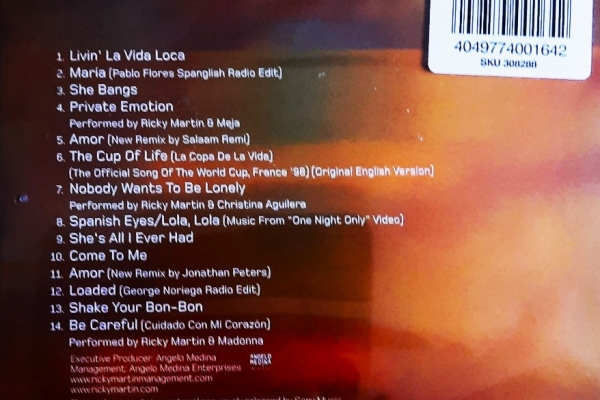 4049774001642
SKU 308288
1. Livin' La Vida Loca
2. Maria (Pablo Flores Spanglish Radio Edit)
3. She Bangs
4. Private Emotion
Performed by Ricky Martin & Meja
5. Amor (New Remix by Salaam Remi)
6. The Cup Of Life (La Copa De La Vida)
(The Official Song Of The World Cup, France '98) (Original English Version)
7. Nobody Wants To Be Lonely
Performed by Ricky Martin & Christina Aguilera
8. Spanish Eyes/Lola, Lola (Music From "One Night Only" Video)
9. She's All I Ever Had
10. Come To Me
11. Amor (New Remix by Jonathan Peters)
12. Loaded (George Noriega Radio Edit)
13. Shake Your Bon-Bon
14. Be Careful (Cuidado Con Mi Corazón)
Performed by Ricky Martin & Madonna
Executive Producer: Angelo Medina
Management: Angelo Medina Enterprises
ANGELO
MEDINA
www.rickymartinmanagement.com
www.rickymartin.com